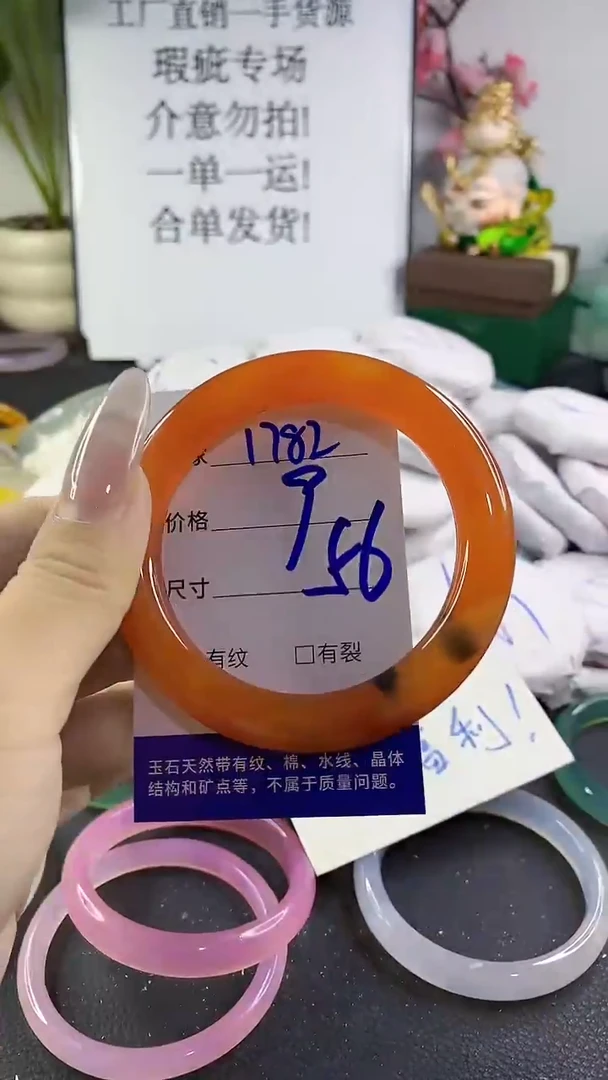 工厂直销一手货源
瑕疵专场
介意勿拍!
一单一运!
合单发货!
家 1782
价格 9
尺寸 56
有纹 □有裂
玉石天然带有纹、棉、水线、晶体
结构和矿点等，不属于质量问题。
福利!